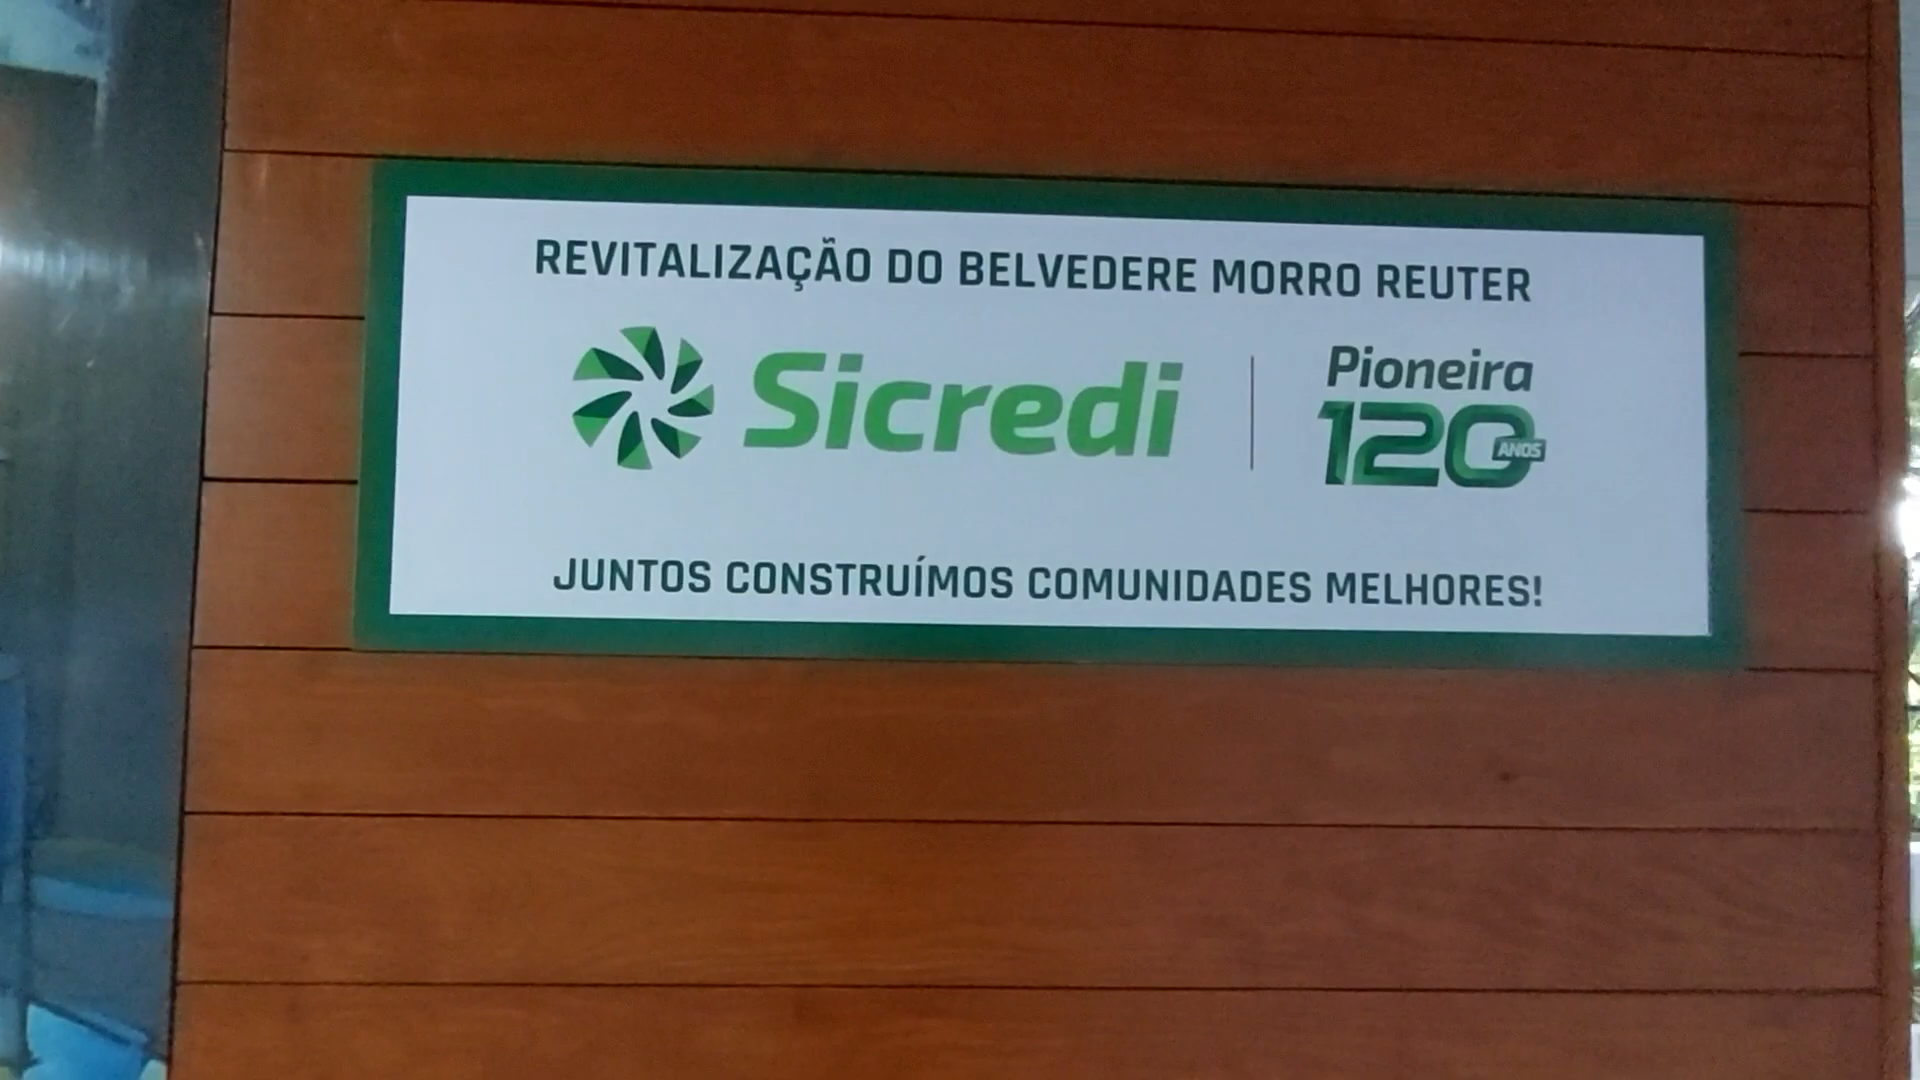 REVITALIZAÇÃO DO BELVEDERE MORRO REUTER
Sicredi
Pioneira
120
ANOS
JUNTOS CONSTRUÍMOS COMUNIDADES MELHORES!